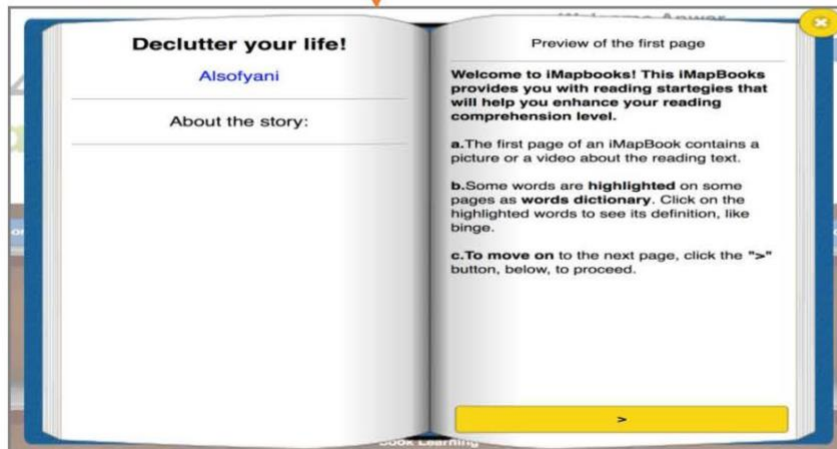 Declutter your life!
Alsofyani
About the story:
Preview of the first page
Welcome to iMapbooks! This iMapBooks
provides you with reading startegies that
will help you enhance your reading
comprehension level.
a.The first page of an iMapBook contains a
picture or a video about the reading text.
b.Some words are highlighted on some
pages as words dictionary. Click on the
highlighted words to see its definition, like
binge.
c.To move on to the next page, click the ">"
button, below, to proceed.
>
Learning